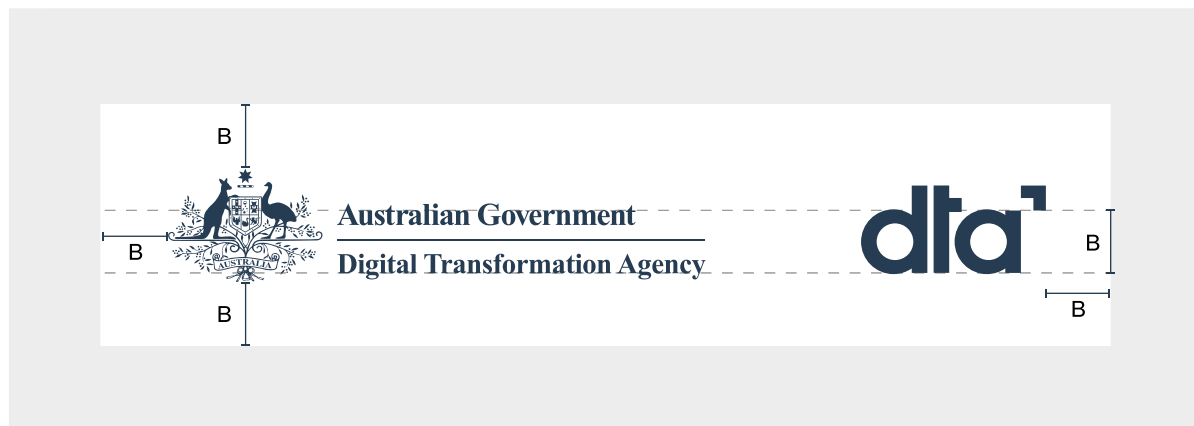 B
Australian Government
B
B
AUSTRALIA
Digital Transformation Agency
dta
B
B